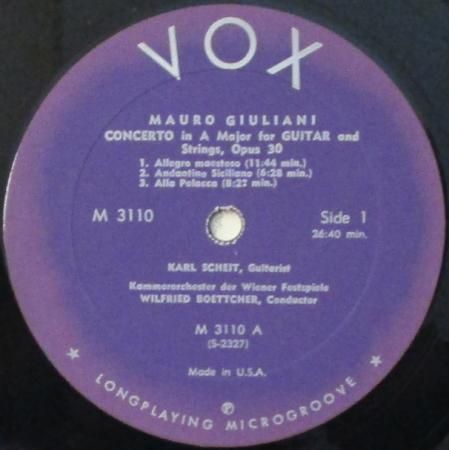 VOX
MAURO GIULIANI
CONCERTO in A Major for GUITAR and
Strings, Opus 30
1. Allegro maestoso (11:44 min.)
2. Andantino Siciliano (6:28 min.)
3. Alla Polacca (8:27 min.)
M 3110
Side 1
26:40 min.
KARL SCHEIT, Guitarist
Kammerorchester der Wiener Festspiele
WILFRIED BOETTCHER, Conductor
M 3110 A
(S-2327)
Made in U.S.A.
℗
★ LONGPLAYING MICROGROOVE ★